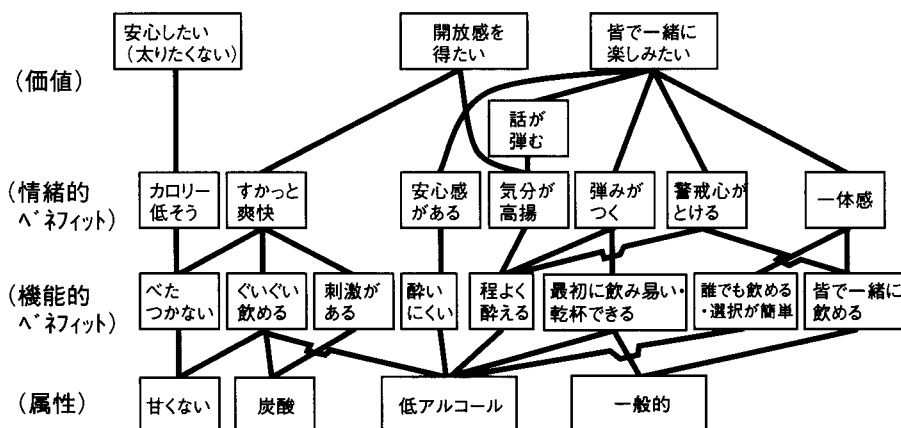 安心したい
(太りたくない)
開放感を
得たい
皆で一緒に
楽しみたい
(価値)
話が
弾む
(情緒的
ベネフィット)
カロリー
低そう
すかっと
爽快
安心感
がある
気分が
高揚
弾みが
つく
警戒心が
とける
一体感
(機能的
ベネフィット)
べた
つかない
ぐいぐい
飲める
刺激が
ある
酔い
にくい
程よく
酔える
最初に飲み易い・
乾杯できる
誰でも飲める
・選択が簡単
皆で一緒に
飲める
(属性)
甘くない
炭酸
低アルコール
一般的